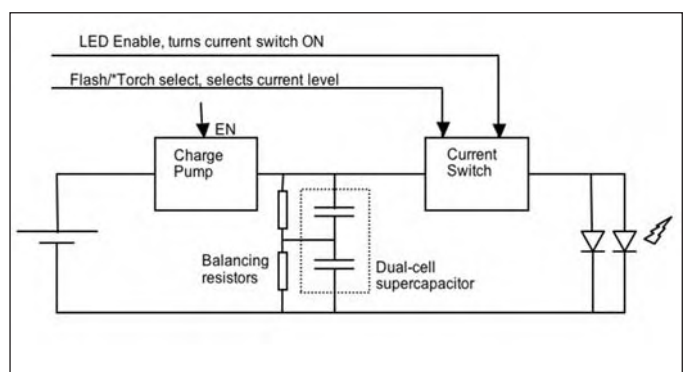 LED Enable, turns current switch ON
Flash/*Torch select, selects current level
EN
Charge
Pump
Current
Switch
Balancing
resistors
Dual-cell
supercapacitor